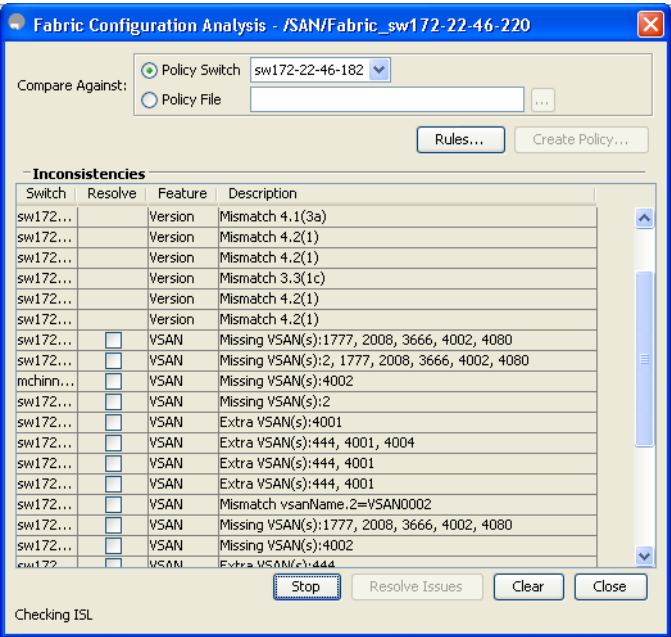 Fabric Configuration Analysis - /SAN/Fabric_sw172-22-46-220
Compare Against:
Policy Switch sw172-22-46-182
Policy File ...
Rules... Create Policy...
Inconsistencies
Switch Resolve Feature Description
sw172... Version Mismatch 4.1(3a)
sw172... Version Mismatch 4.2(1)
sw172... Version Mismatch 4.2(1)
sw172... Version Mismatch 3.3(1c)
sw172... Version Mismatch 4.2(1)
sw172... Version Mismatch 4.2(1)
sw172... VSAN Missing VSAN(s):1777, 2008, 3666, 4002, 4080
sw172... VSAN Missing VSAN(s):2, 1777, 2008, 3666, 4002, 4080
mchinn... VSAN Missing VSAN(s):4002
sw172... VSAN Missing VSAN(s):2
sw172... VSAN Extra VSAN(s):4001
sw172... VSAN Extra VSAN(s):444, 4001, 4004
sw172... VSAN Extra VSAN(s):444, 4001
sw172... VSAN Extra VSAN(s):444, 4001
sw172... VSAN Mismatch vsanName.2=VSAN0002
sw172... VSAN Missing VSAN(s):1777, 2008, 3666, 4002, 4080
sw172... VSAN Missing VSAN(s):4002
sw172 VSAN Extra VSAN(s):444
Stop Resolve Issues Clear Close
Checking ISL